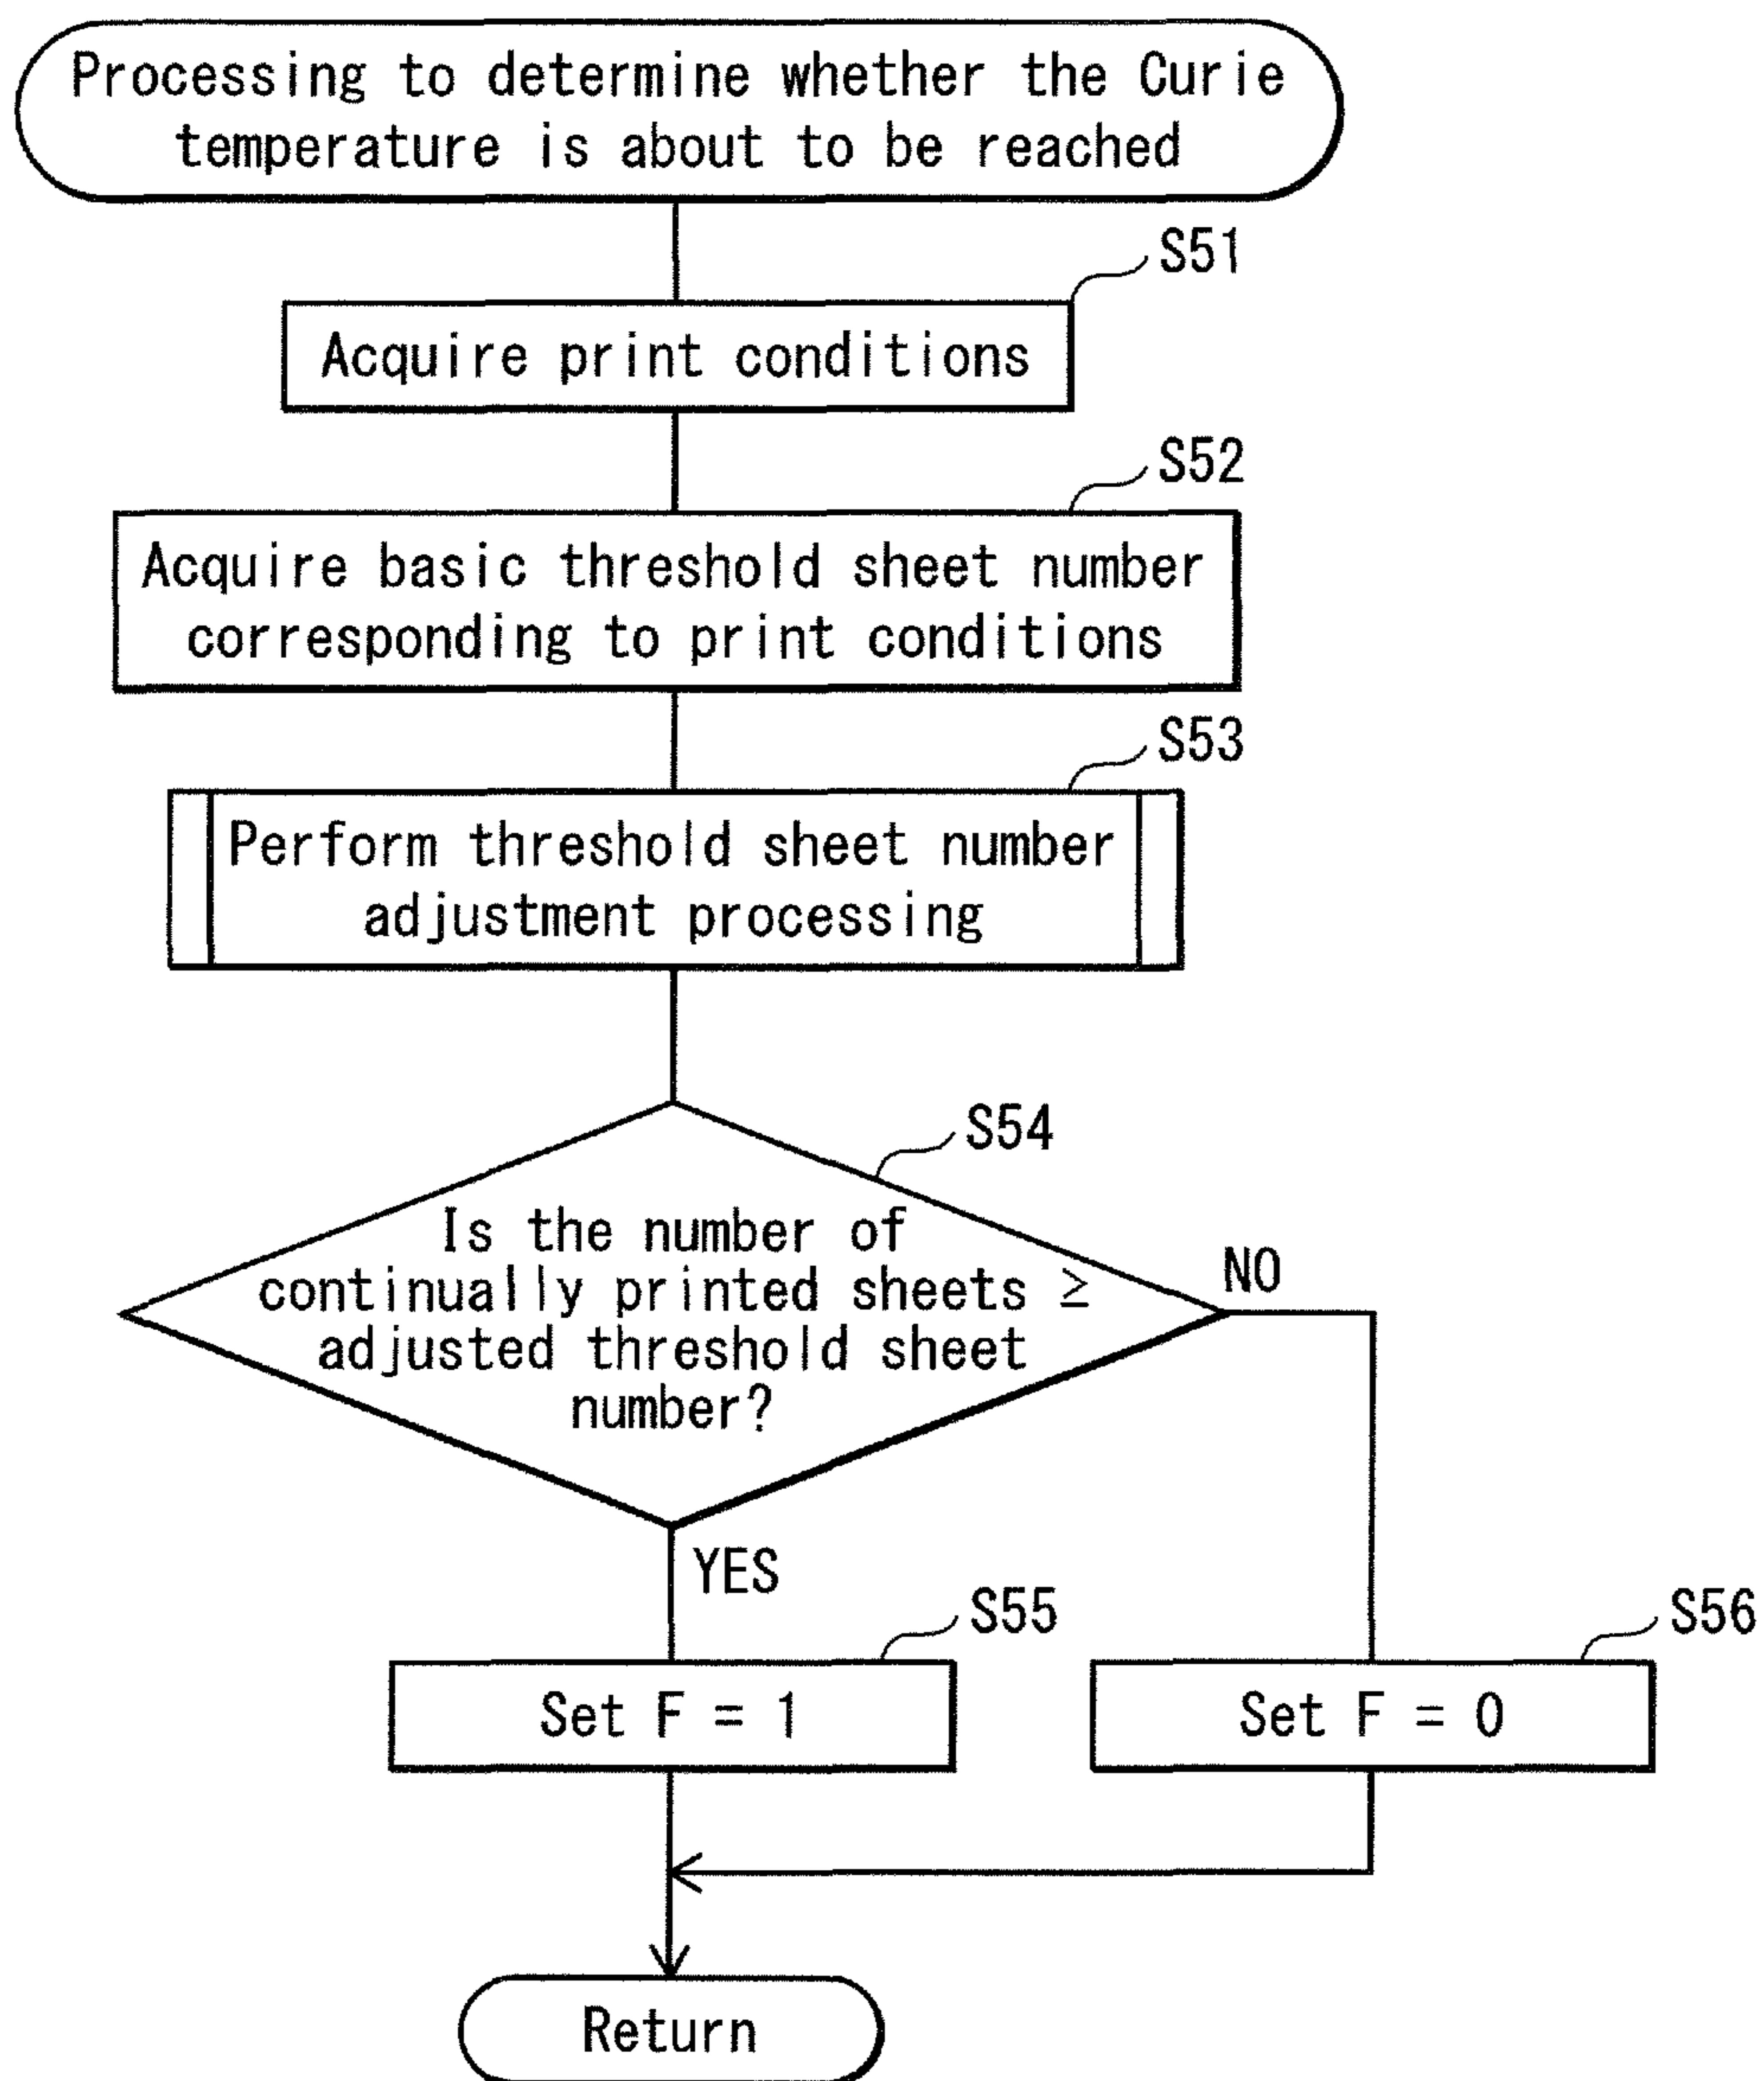 Processing to determine whether the Curie
temperature is about to be reached
S51
Acquire print conditions
S52
Acquire basic threshold sheet number
corresponding to print conditions
S53
Perform threshold sheet number
adjustment processing
S54
Is the number of
continually printed sheets ≥
adjusted threshold sheet
number?
NO
YES
S55
Set F = 1
S56
Set F = 0
Return